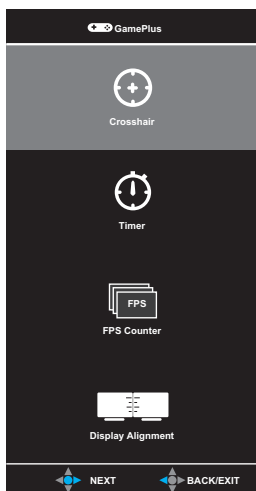 GamePlus
Crosshair
Timer
FPS
FPS Counter
Display Alignment
NEXT BACK/EXIT